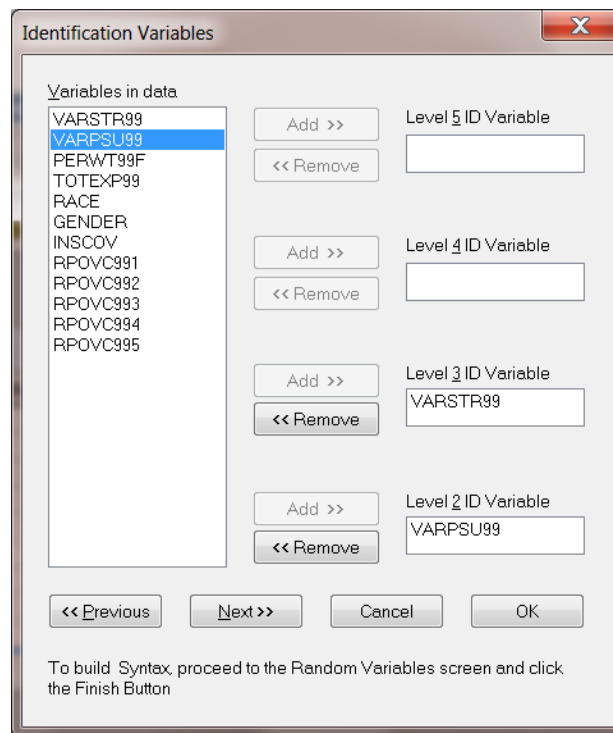 Identification Variables
Variables in data
VARSTR99
VARPSU99
PERWT99F
TOTEXP99
RACE
GENDER
INSCOV
RPOVC991
RPOVC992
RPOVC993
RPOVC994
RPOVC995
Add >>
<< Remove
Level 5 ID Variable
Add >>
<< Remove
Level 4 ID Variable
Add >>
<< Remove
Level 3 ID Variable
VARSTR99
Add >>
<< Remove
Level 2 ID Variable
VARPSU99
<< Previous
Next >>
Cancel
OK
To build Syntax, proceed to the Random Variables screen and click
the Finish Button